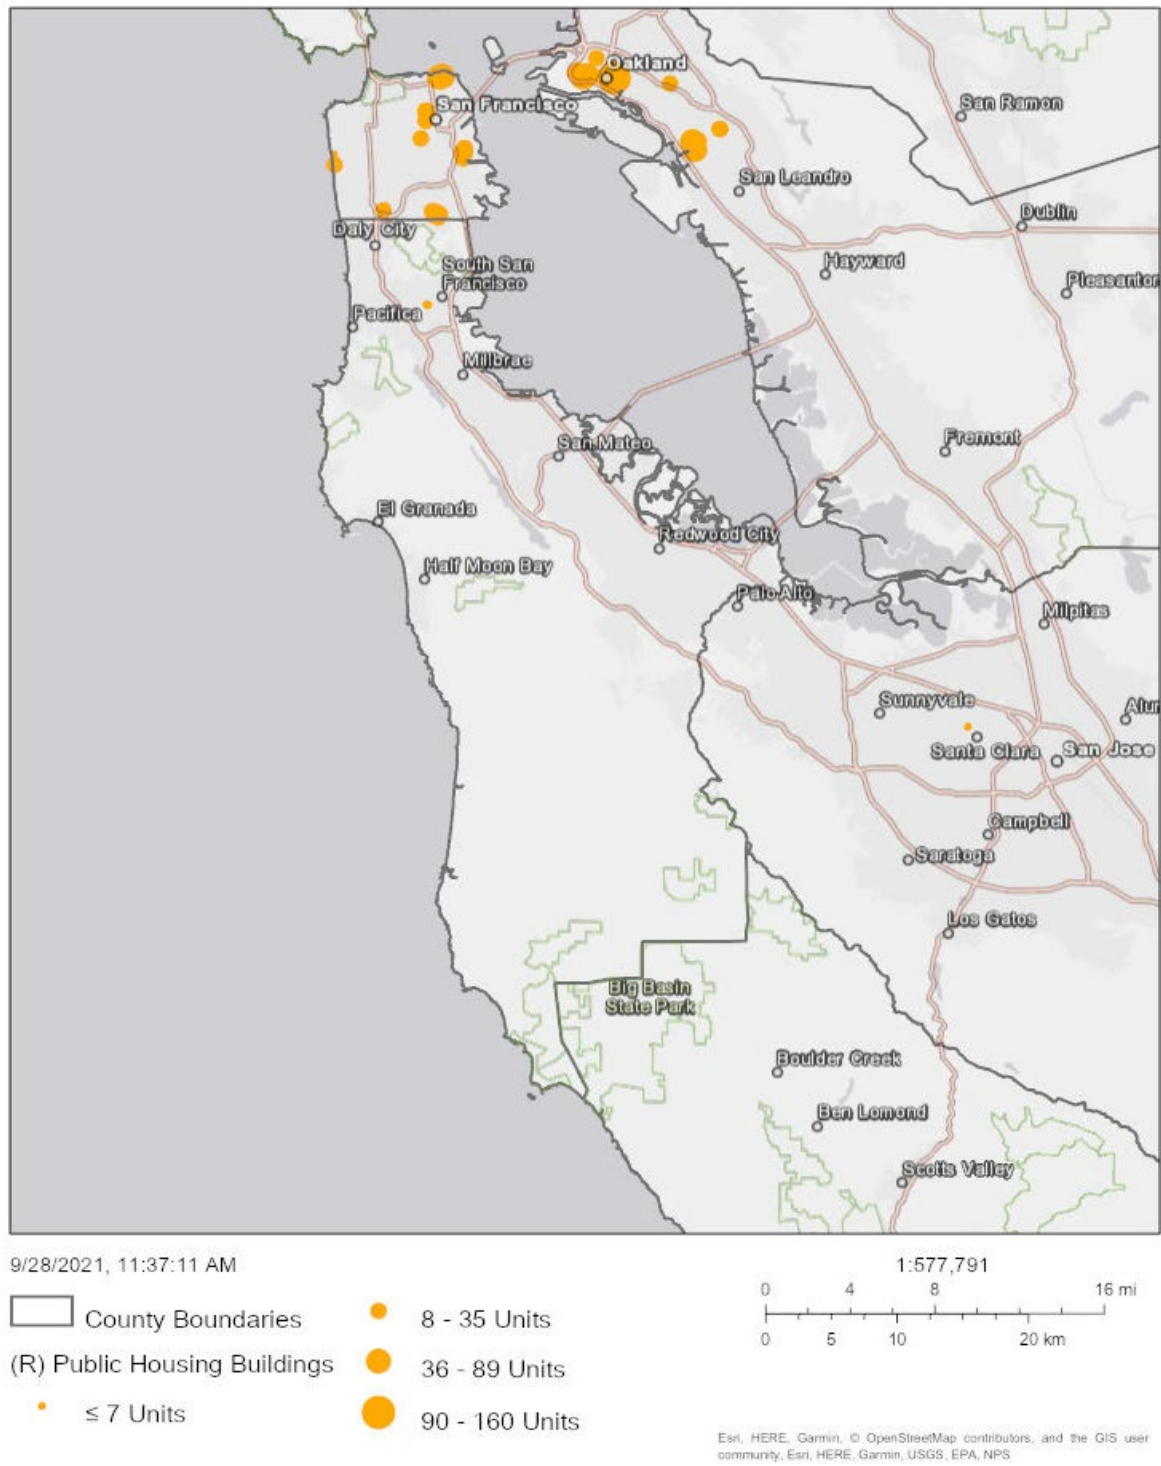 Oakland
San Francisco
San Ramon
San Leandro
Dublin
Daly City
South San
Francisco
Hayward
Pleasanton
Pacifica
Millbrae
San Mateo
Fremont
El Granada
Redwood City
Half Moon Bay
Palo Alto
Milpitas
Sunnyvale
Alur
Santa Clara
San Jose
Campbell
Saratoga
Los Gatos
Big Basin
State Park
Boulder Creek
Ben Lomond
Scotts Valley
9/28/2021, 11:37:11 AM
1:577,791
0 4 8 16 mi
0 5 10 20 km
County Boundaries
(R) Public Housing Buildings
≤ 7 Units
8 - 35 Units
36 - 89 Units
90 - 160 Units
Esri, HERE, Garmin, © OpenStreetMap contributors, and the GIS user
community, Esri, HERE, Garmin, USGS, EPA, NPS